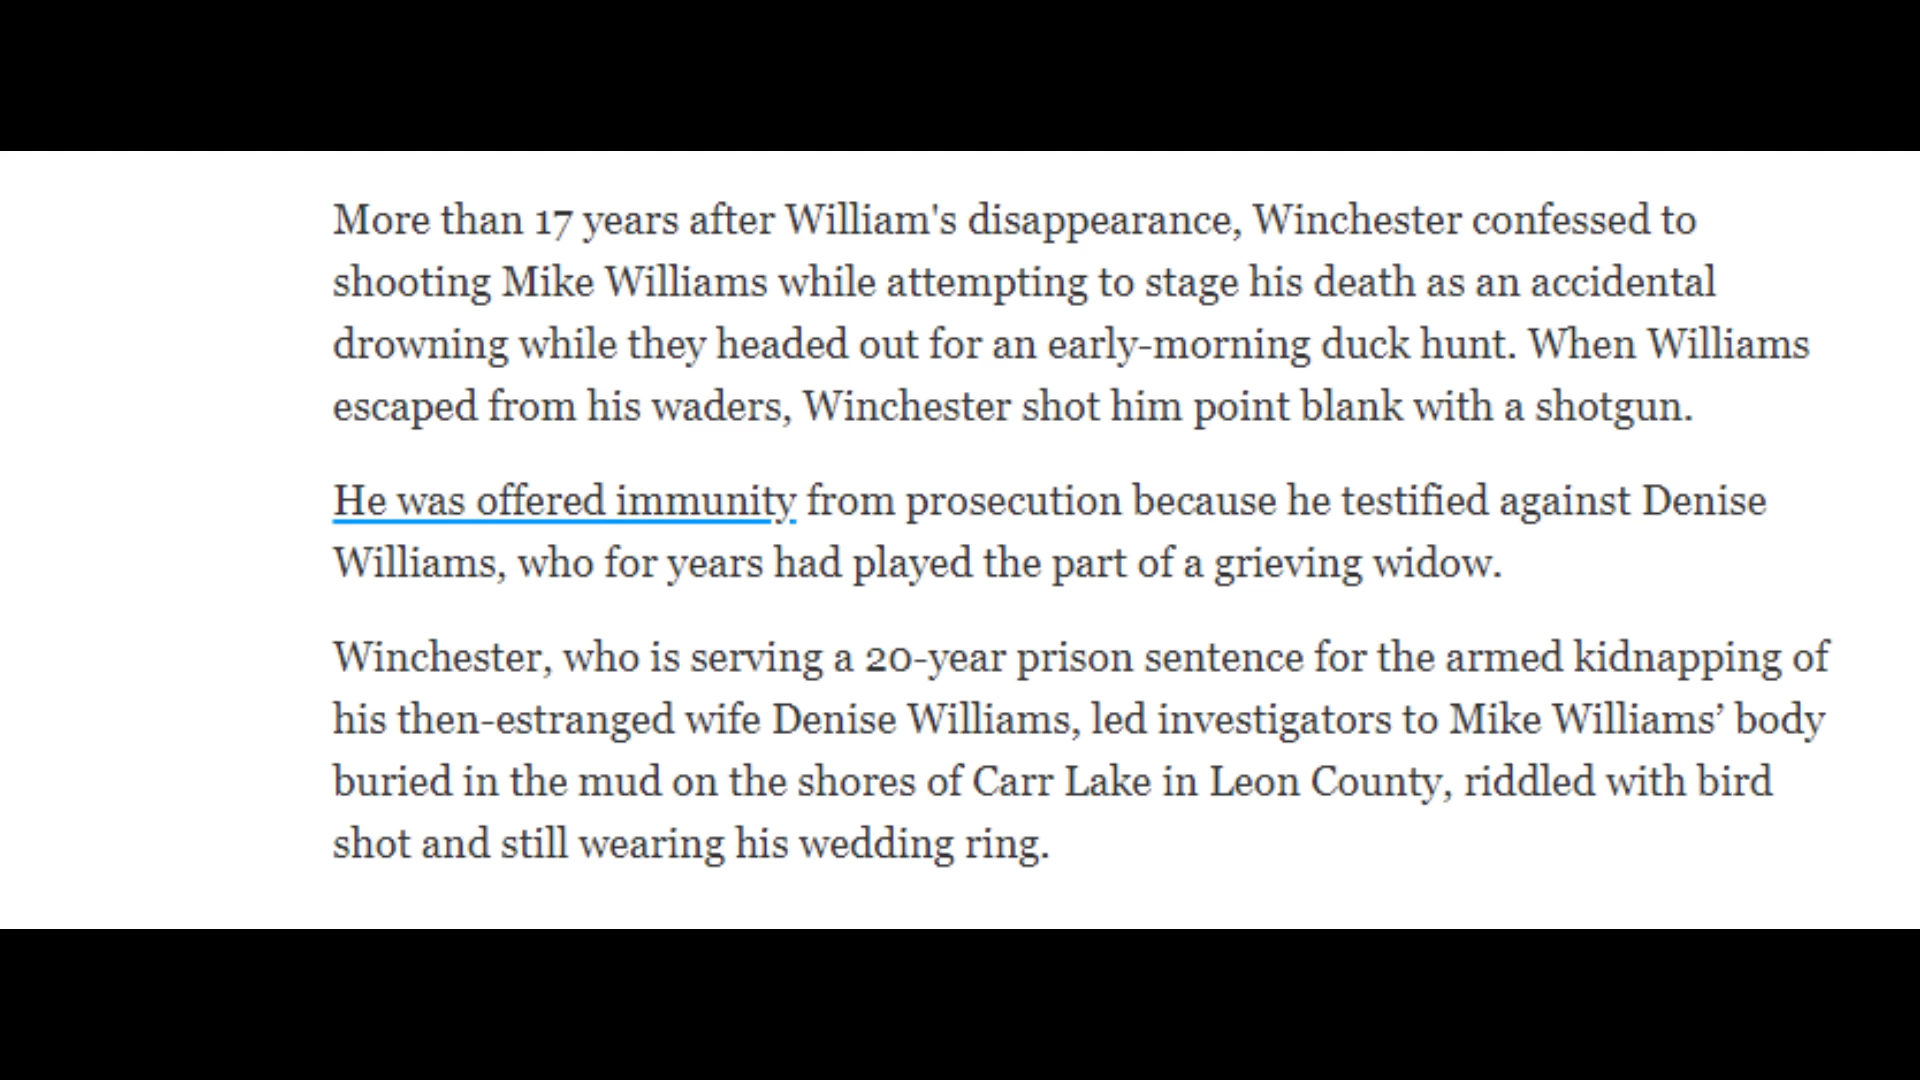 More than 17 years after William's disappearance, Winchester confessed to
shooting Mike Williams while attempting to stage his death as an accidental
drowning while they headed out for an early-morning duck hunt. When Williams
escaped from his waders, Winchester shot him point blank with a shotgun.
He was offered immunity from prosecution because he testified against Denise
Williams, who for years had played the part of a grieving widow.
Winchester, who is serving a 20-year prison sentence for the armed kidnapping of
his then-estranged wife Denise Williams, led investigators to Mike Williams’ body
buried in the mud on the shores of Carr Lake in Leon County, riddled with bird
shot and still wearing his wedding ring.